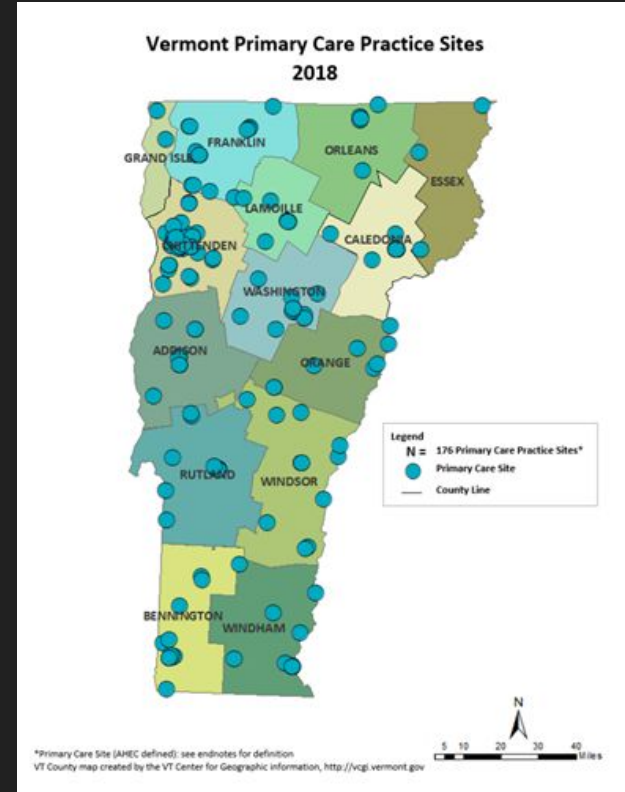 Vermont Primary Care Practice Sites
2018
FRANKLIN
ORLEANS
GRAND ISLE
ESSEX
LAMOILLE
CHITTENDEN
CALEDONIA
WASHINGTON
ADDISON
ORANGE
Legend
N = 176 Primary Care Practice Sites*
Primary Care Site
County Line
RUTLAND
WINDSOR
BENNINGTON
WINDHAM
N
5 10 20 30 40
Miles
*Primary Care Site (AHEC defined): see endnotes for definition
VT County map created by the VT Center for Geographic information, http://vcgi.vermont.gov